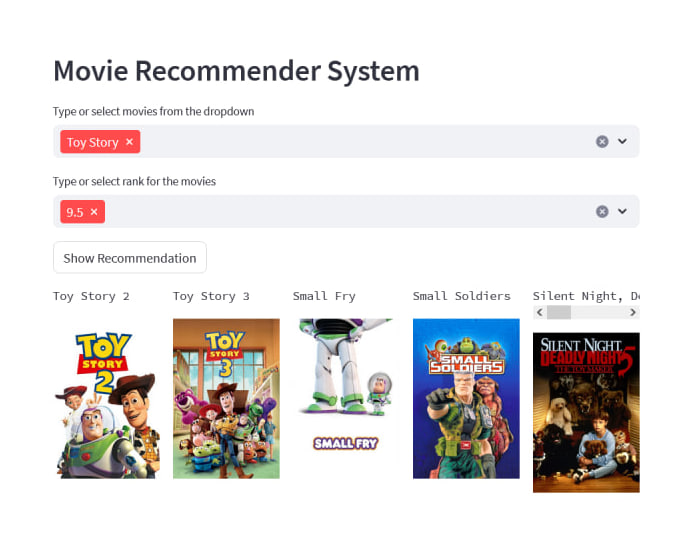 Movie Recommender System
Type or select movies from the dropdown
Toy Story ×
Type or select rank for the movies
9.5 ×
Show Recommendation
Toy Story 2
Toy Story 3
Small Fry
Small Soldiers
Silent Night, De
TOY
STORY
2
TOY
STORY
3
SMALL FRY
SMALL
SOLDIERS
SILENT NIGHT,
DEADLY NIGHT 5
THE TOY MAKER